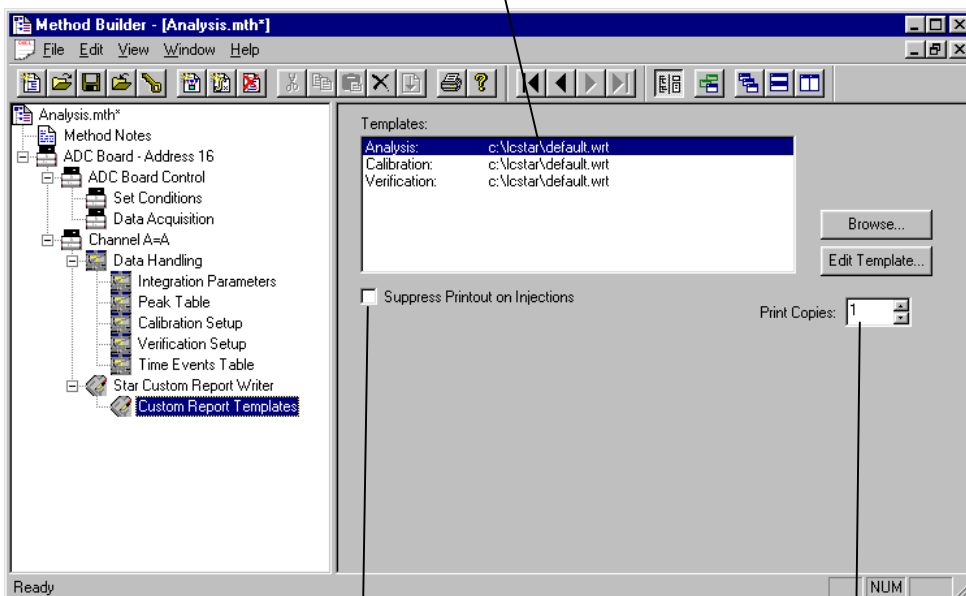 Method Builder - [Analysis.mth*]
File Edit View Window Help
Analysis.mth*
Method Notes
ADC Board - Address 16
ADC Board Control
Set Conditions
Data Acquisition
Channel A=A
Data Handling
Integration Parameters
Peak Table
Calibration Setup
Verification Setup
Time Events Table
Star Custom Report Writer
Custom Report Templates
Templates:
Analysis: c:\lcstar\default.wrt
Calibration: c:\lcstar\default.wrt
Verification: c:\lcstar\default.wrt
Browse...
Edit Template...
Suppress Printout on Injections
Print Copies: 1
Ready NUM